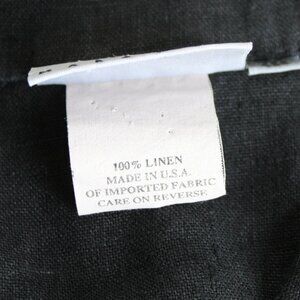 100% LINEN
MADE IN U.S.A.
OF IMPORTED FABRIC
CARE ON REVERSE